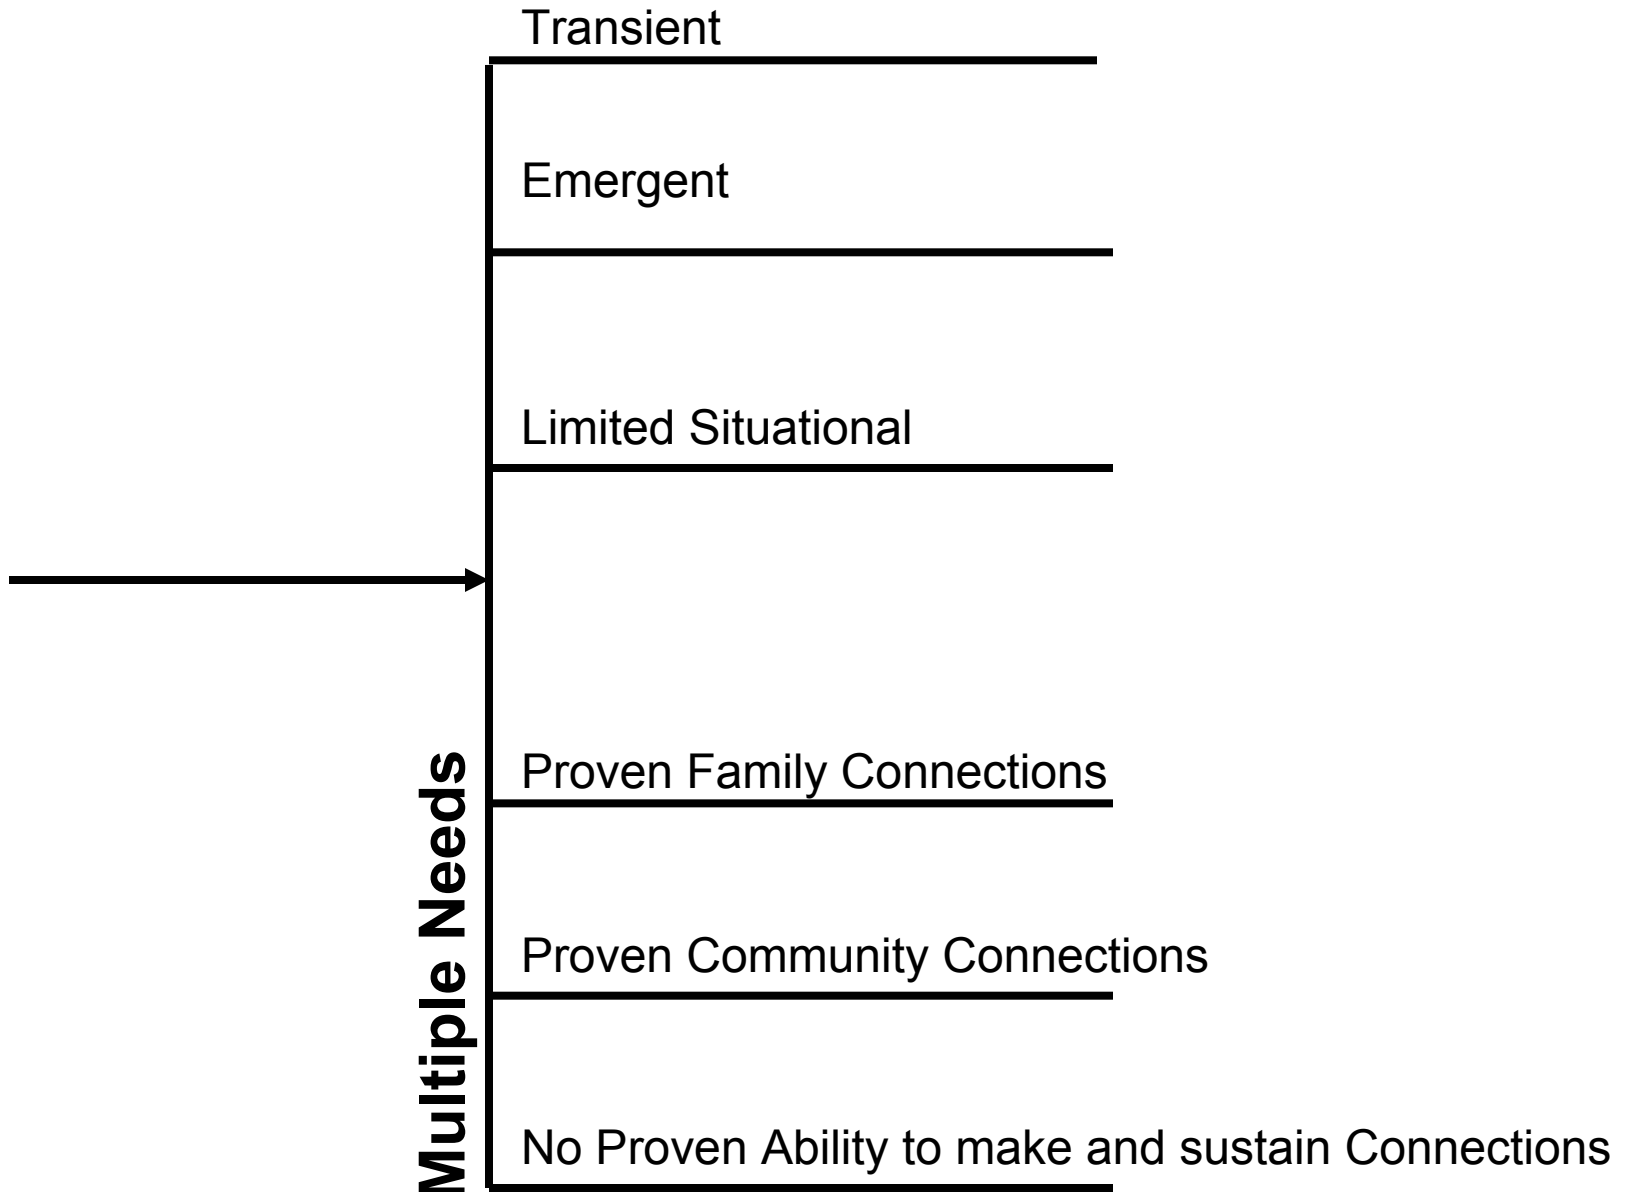 Transient
Emergent
Limited Situational
Proven Family Connections
Proven Community Connections
No Proven Ability to make and sustain Connections
Multiple Needs